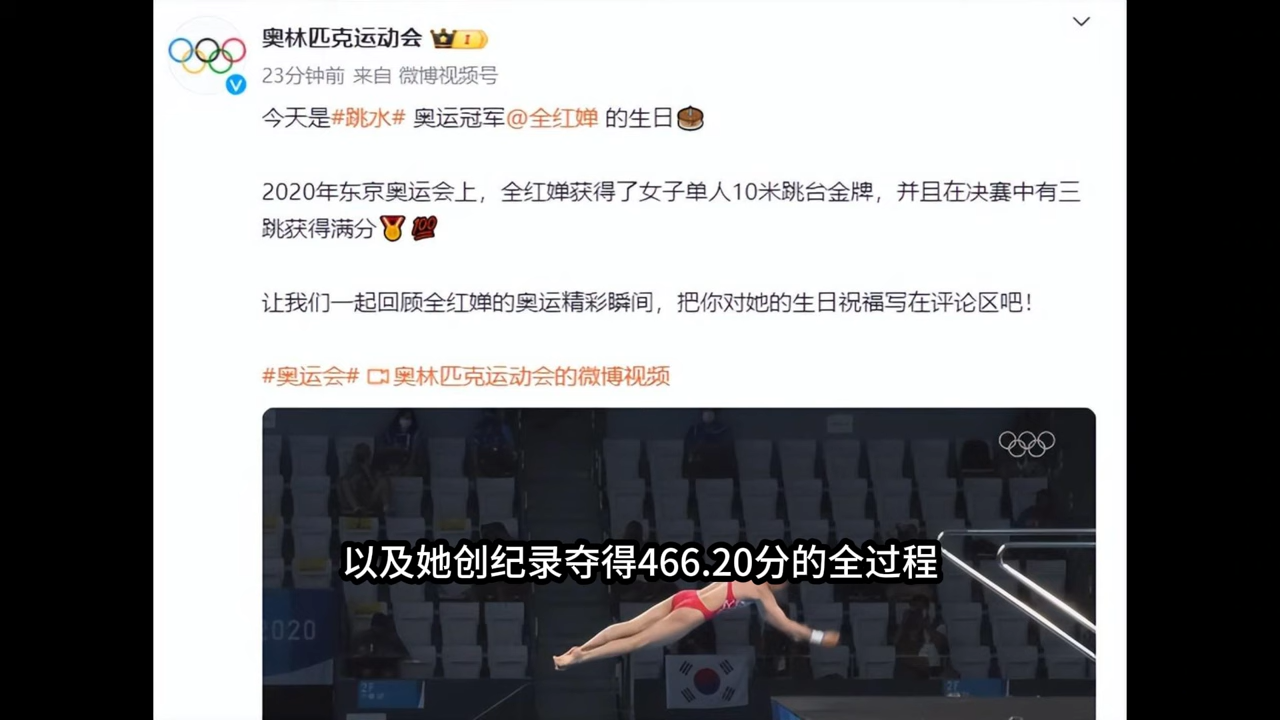 奥林匹克运动会
23分钟前 来自 微博视频号
今天是#跳水# 奥运冠军@全红婵 的生日
2020年东京奥运会上，全红婵获得了女子单人10米跳台金牌，并且在决赛中有三
跳获得满分 100
让我们一起回顾全红婵的奥运精彩瞬间，把你对她的生日祝福写在评论区吧！
#奥运会# 奥林匹克运动会的微博视频
以及她创纪录夺得466.20分的全过程
2020